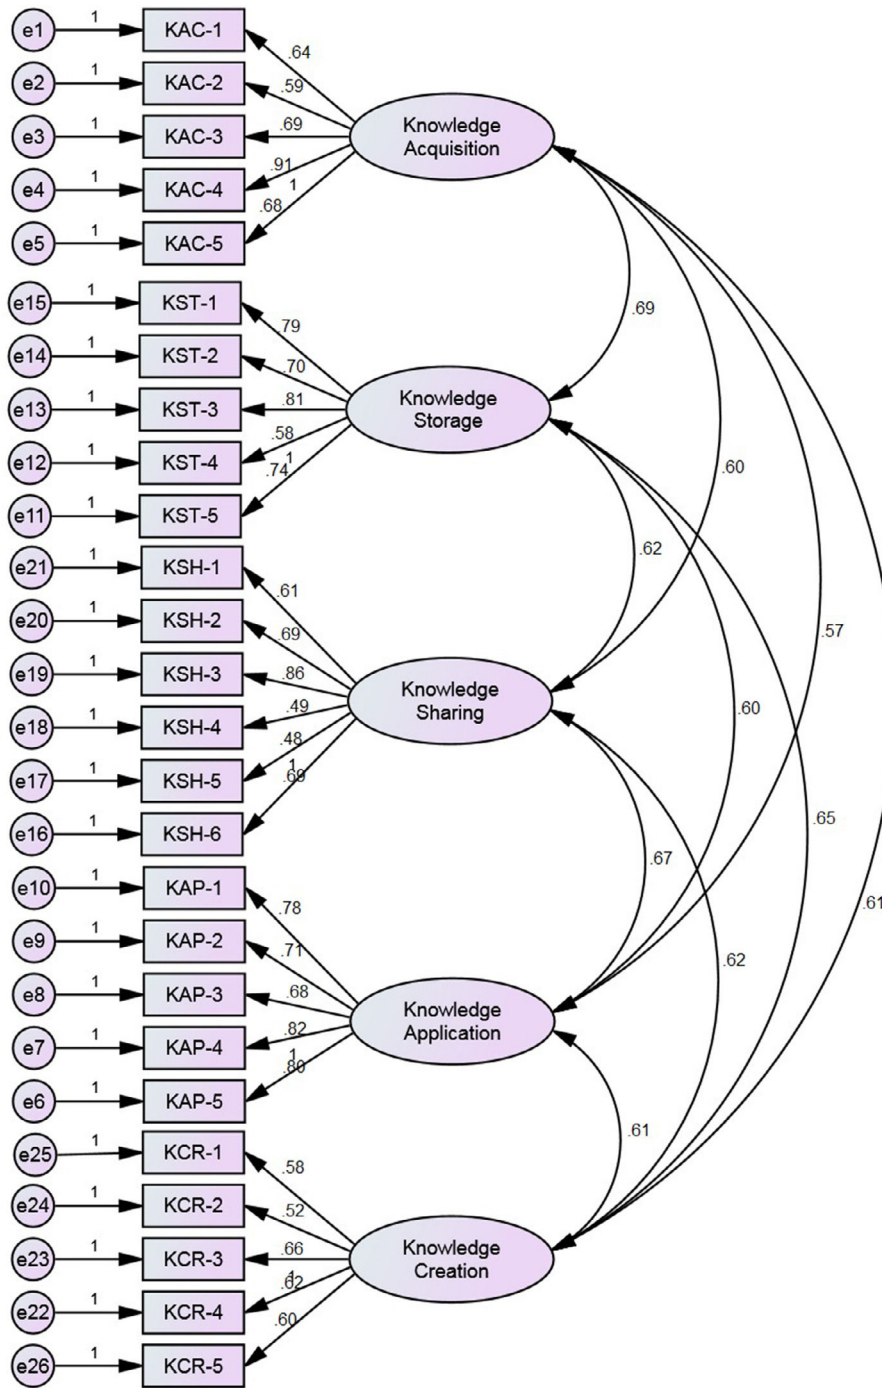 e1 1 KAC-1
.64
e2 1 KAC-2
.59
e3 1 KAC-3
.69
Knowledge
Acquisition
e4 1 KAC-4
.91
1
e5 1 KAC-5
.68
e15 1 KST-1
.79
e14 1 KST-2
.70
e13 1 KST-3
.81
Knowledge
Storage
e12 1 KST-4
.58
1
e11 1 KST-5
.74
e21 1 KSH-1
.61
e20 1 KSH-2
.69
e19 1 KSH-3
.86
Knowledge
Sharing
e18 1 KSH-4
.49
e17 1 KSH-5
.48
1
e16 1 KSH-6
.69
e10 1 KAP-1
.78
e9 1 KAP-2
.71
e8 1 KAP-3
.68
Knowledge
Application
e7 1 KAP-4
.82
1
e6 1 KAP-5
.80
e25 1 KCR-1
.58
e24 1 KCR-2
.52
e23 1 KCR-3
.66
Knowledge
Creation
e22 1 KCR-4
1
.62
e26 1 KCR-5
.60
.69
.60
.62
.57
.60
.65
.67
.61
.62
.61